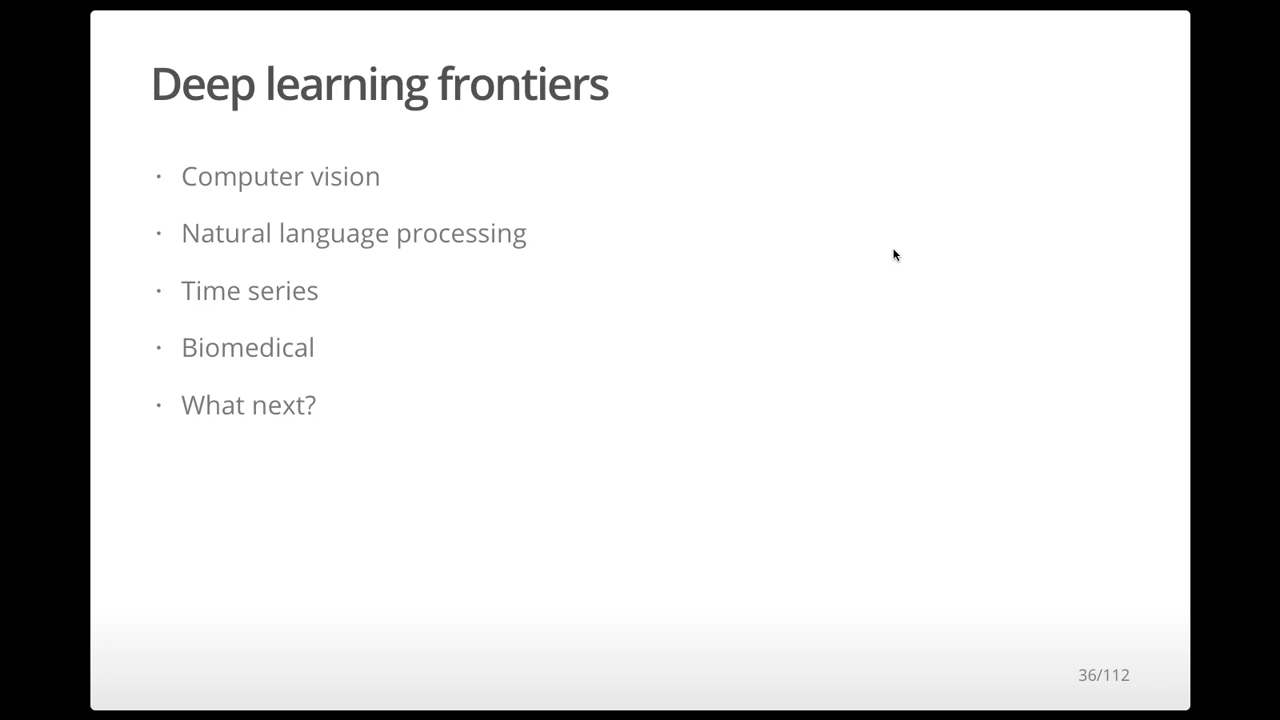 Deep learning frontiers
· Computer vision
· Natural language processing
· Time series
· Biomedical
· What next?
36/112